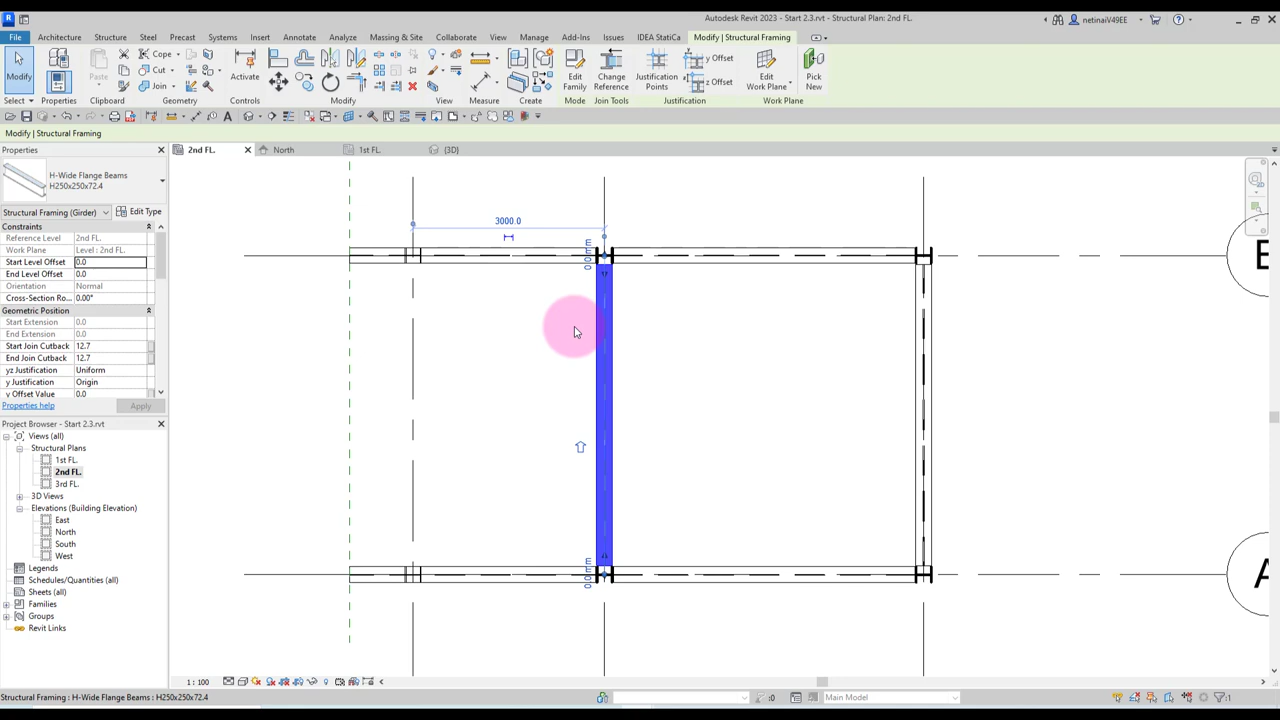 Autodesk Revit 2023 - Start 2.3.rvt - Structural Plan: 2nd FL.
netinaiV49EE
File Architecture Structure Steel Precast Systems Insert Annotate Analyze Massing & Site Collaborate View Manage Add-Ins Issues IDEA StatiCa Modify | Structural Framing
Modify
Properties
Paste
Cope
Cut
Join
Activate
Edit Family
Change Reference
Justification Points
y Offset
z Offset
Edit Work Plane
Pick New
Select Properties Clipboard Geometry Controls Modify View Measure Create Mode Join Tools Justification Work Plane
Modify | Structural Framing
Properties
2nd FL. North 1st FL. {3D}
H-Wide Flange Beams
H250x250x72.4
Structural Framing (Girder) Edit Type
Constraints
Reference Level 2nd FL.
Work Plane Level : 2nd FL.
Start Level Offset 0.0
End Level Offset 0.0
Orientation Normal
Cross-Section Ro... 0.00°
Geometric Position
Start Extension 0.0
End Extension 0.0
Start Join Cutback 12.7
End Join Cutback 12.7
yz Justification Uniform
y Justification Origin
y Offset Value 0.0
Properties help Apply
Project Browser - Start 2.3.rvt
Views (all)
Structural Plans
1st FL.
2nd FL.
3rd FL.
3D Views
Elevations (Building Elevation)
East
North
South
West
Legends
Schedules/Quantities (all)
Sheets (all)
Families
Groups
Revit Links
3000.0
A
1 : 100
Structural Framing : H-Wide Flange Beams : H250x250x72.4
:0
Main Model
:1